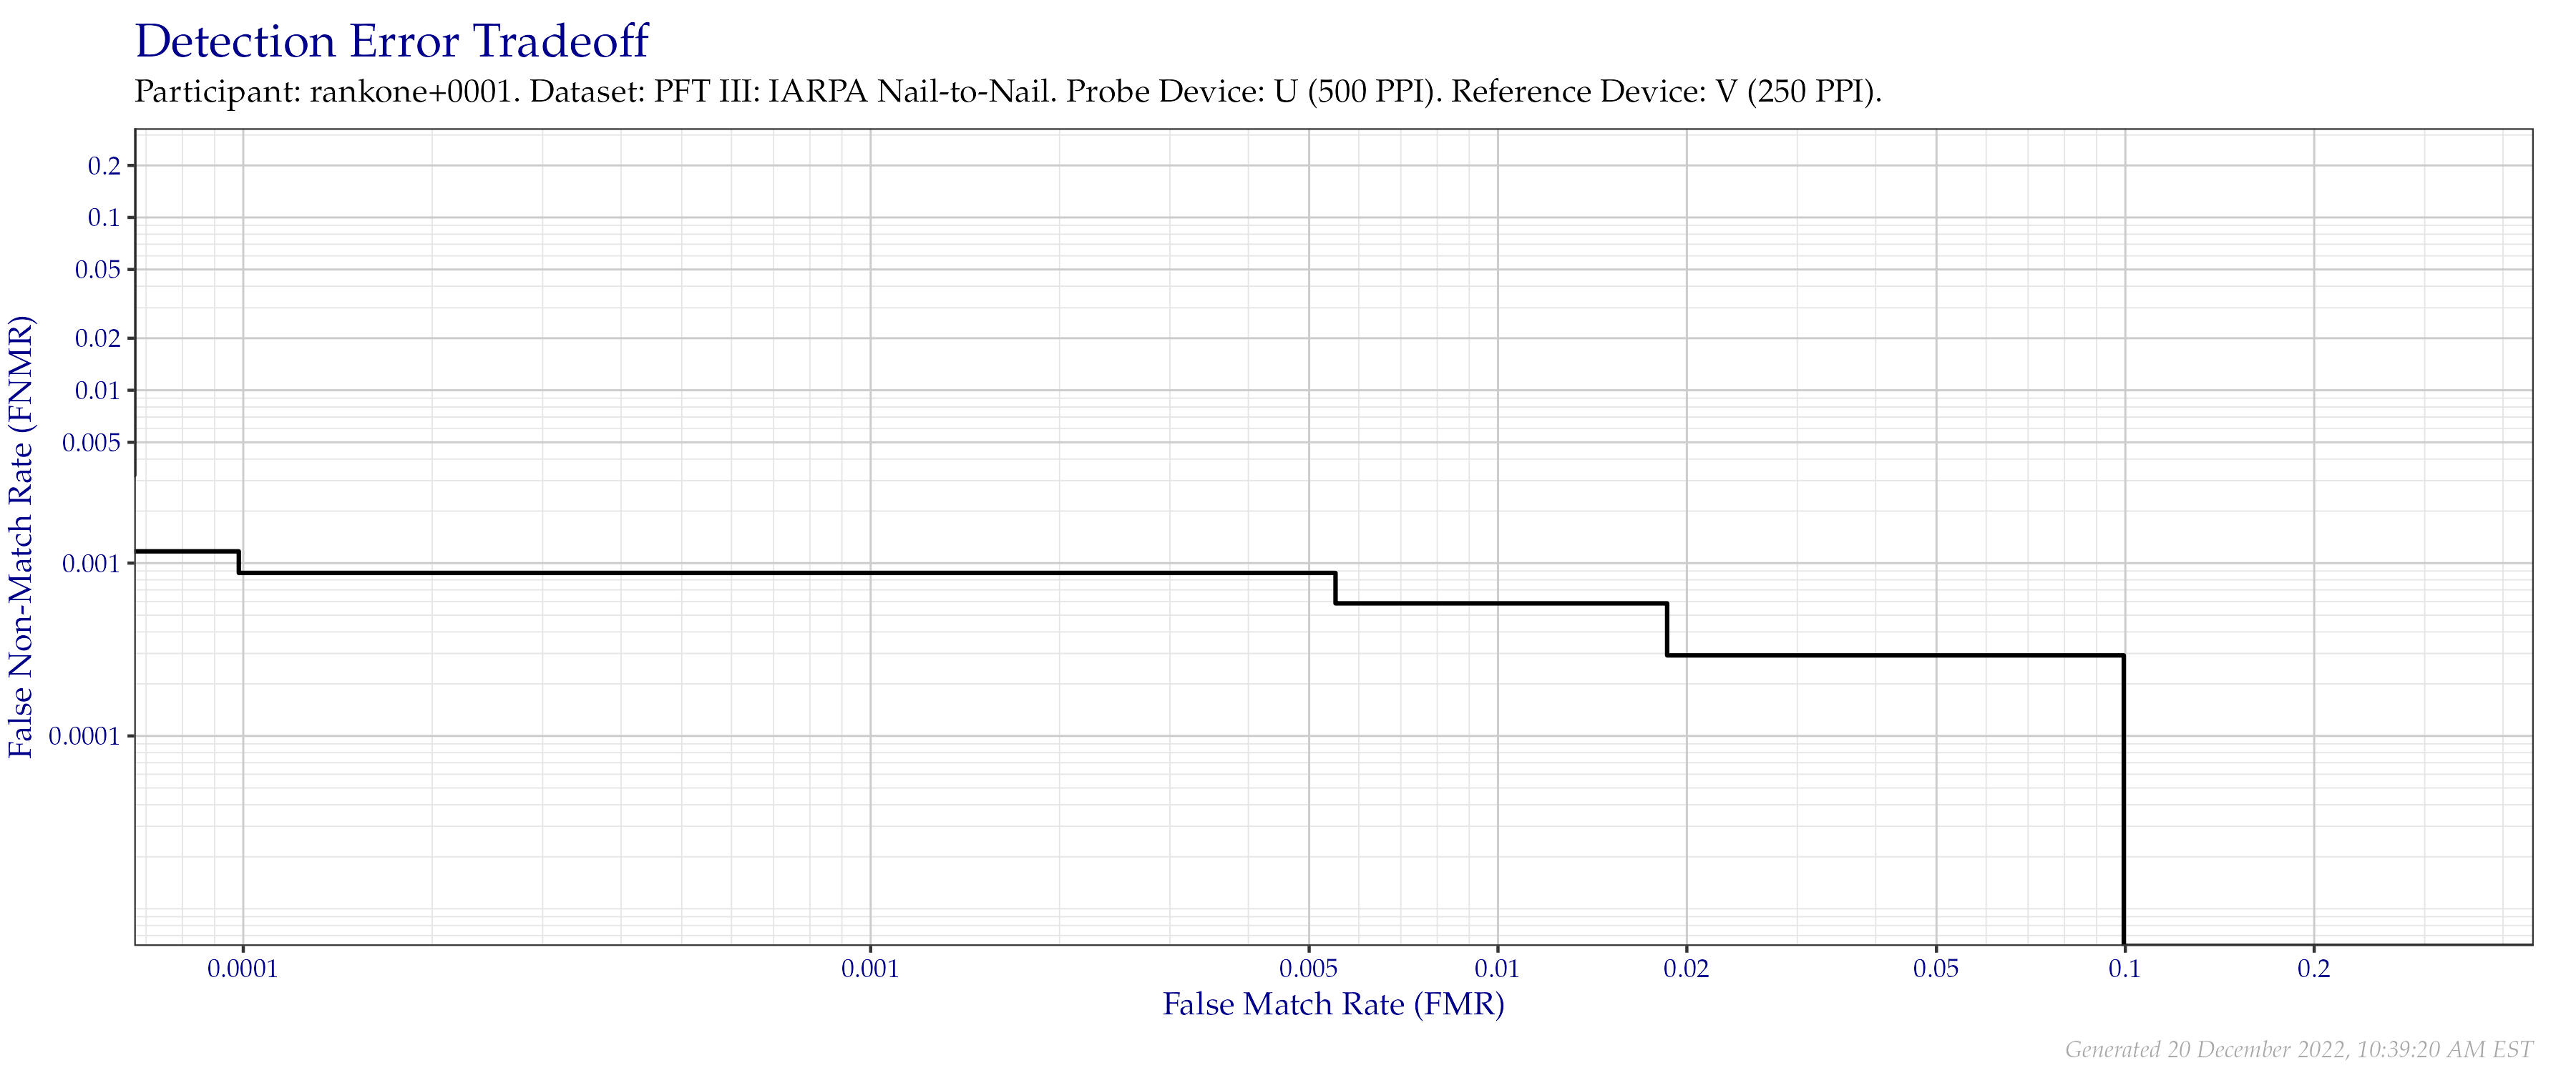 Detection Error Tradeoff
Participant: rankone+0001. Dataset: PFT III: IARPA Nail-to-Nail. Probe Device: U (500 PPI). Reference Device: V (250 PPI).
False Non-Match Rate (FNMR)
0.2
0.1
0.05
0.02
0.01
0.005
0.001
0.0001
0.0001 0.001 0.005 0.01 0.02 0.05 0.1 0.2
False Match Rate (FMR)
Generated 20 December 2022, 10:39:20 AM EST